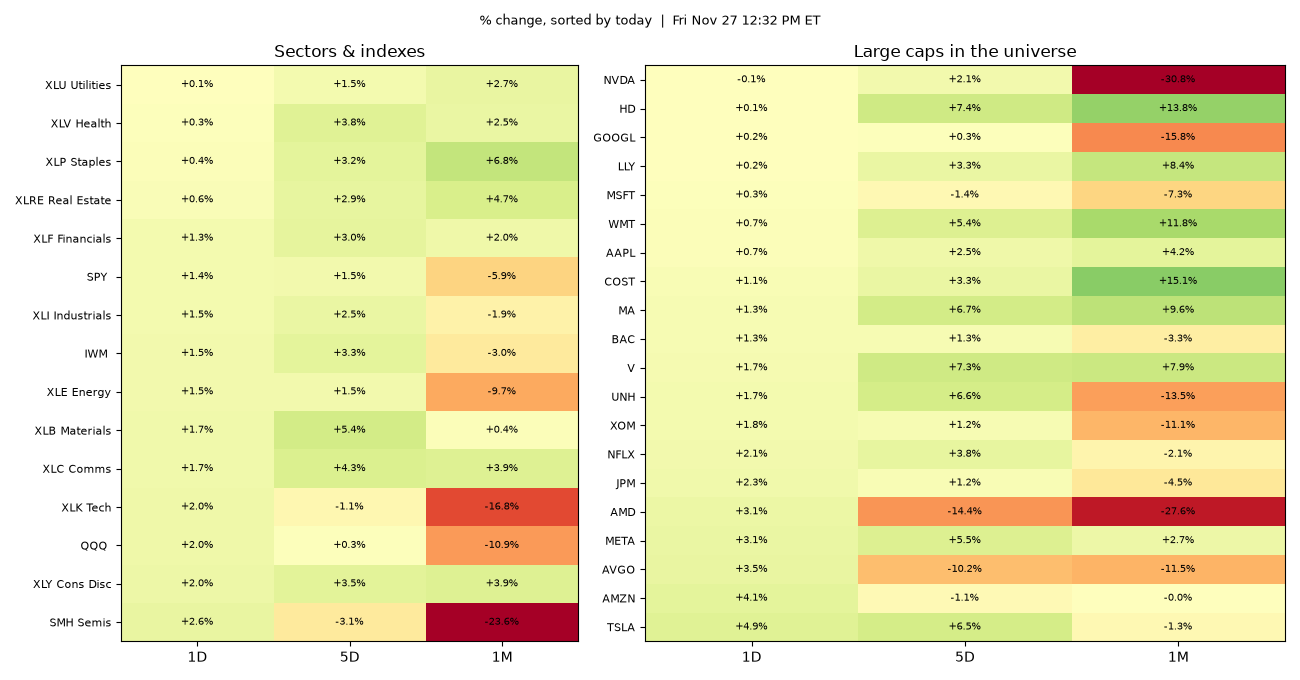 % change, sorted by today | Fri Nov 27 12:32 PM ET
Sectors & indexes
XLU Utilities +0.1% +1.5% +2.7%
XLV Health +0.3% +3.8% +2.5%
XLP Staples +0.4% +3.2% +6.8%
XLRE Real Estate +0.6% +2.9% +4.7%
XLF Financials +1.3% +3.0% +2.0%
SPY +1.4% +1.5% -5.9%
XLI Industrials +1.5% +2.5% -1.9%
IWM +1.5% +3.3% -3.0%
XLE Energy +1.5% +1.5% -9.7%
XLB Materials +1.7% +5.4% +0.4%
XLC Comms +1.7% +4.3% +3.9%
XLK Tech +2.0% -1.1% -16.8%
QQQ +2.0% +0.3% -10.9%
XLY Cons Disc +2.0% +3.5% +3.9%
SMH Semis +2.6% -3.1% -23.6%
1D 5D 1M
Large caps in the universe
NVDA -0.1% +2.1% -30.8%
HD +0.1% +7.4% +13.8%
GOOGL +0.2% +0.3% -15.8%
LLY +0.2% +3.3% +8.4%
MSFT +0.3% -1.4% -7.3%
WMT +0.7% +5.4% +11.8%
AAPL +0.7% +2.5% +4.2%
COST +1.1% +3.3% +15.1%
MA +1.3% +6.7% +9.6%
BAC +1.3% +1.3% -3.3%
V +1.7% +7.3% +7.9%
UNH +1.7% +6.6% -13.5%
XOM +1.8% +1.2% -11.1%
NFLX +2.1% +3.8% -2.1%
JPM +2.3% +1.2% -4.5%
AMD +3.1% -14.4% -27.6%
META +3.1% +5.5% +2.7%
AVGO +3.5% -10.2% -11.5%
AMZN +4.1% -1.1% -0.0%
TSLA +4.9% +6.5% -1.3%
1D 5D 1M